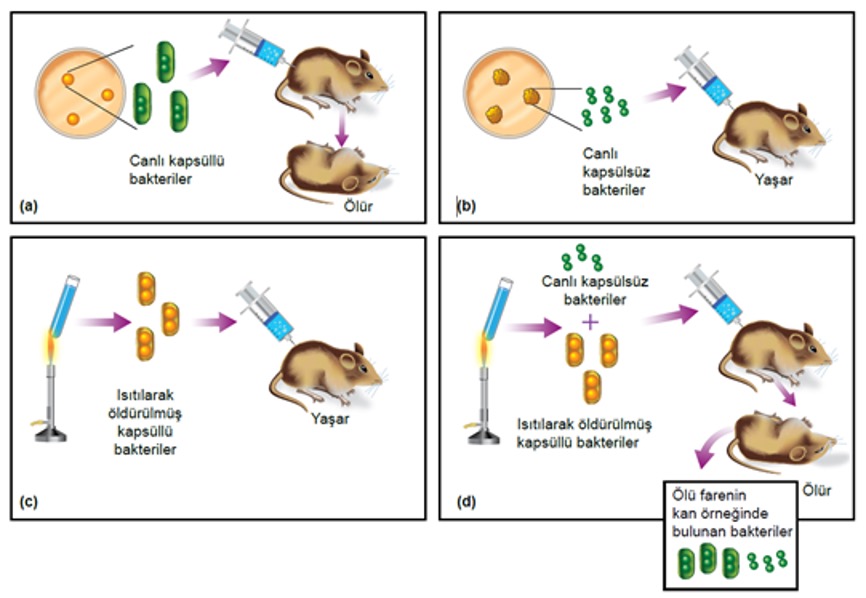 Canlı kapsüllü
bakteriler
Ölür
(a)
Canlı
kapsülsüz
bakteriler
Yaşar
(b)
Isıtılarak
öldürülmüş
kapsüllü
bakteriler
Yaşar
(c)
Canlı kapsülsüz
bakteriler
+
Isıtılarak öldürülmüş
kapsüllü bakteriler
Ölür
(d)
Ölü farenin
kan örneğinde
bulunan bakteriler